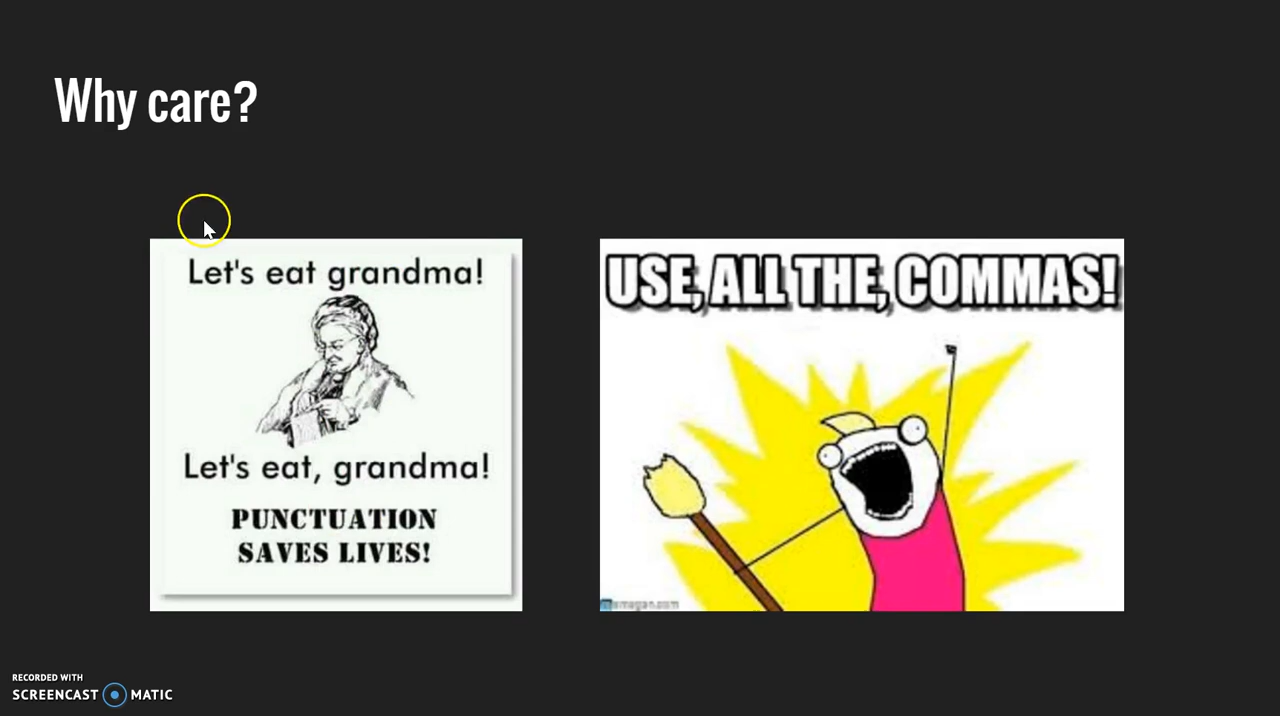 Why care?
Let's eat grandma!
Let's eat, grandma!
PUNCTUATION
SAVES LIVES!
USE, ALL THE, COMMAS!
RECORDED WITH
SCREENCAST MATIC